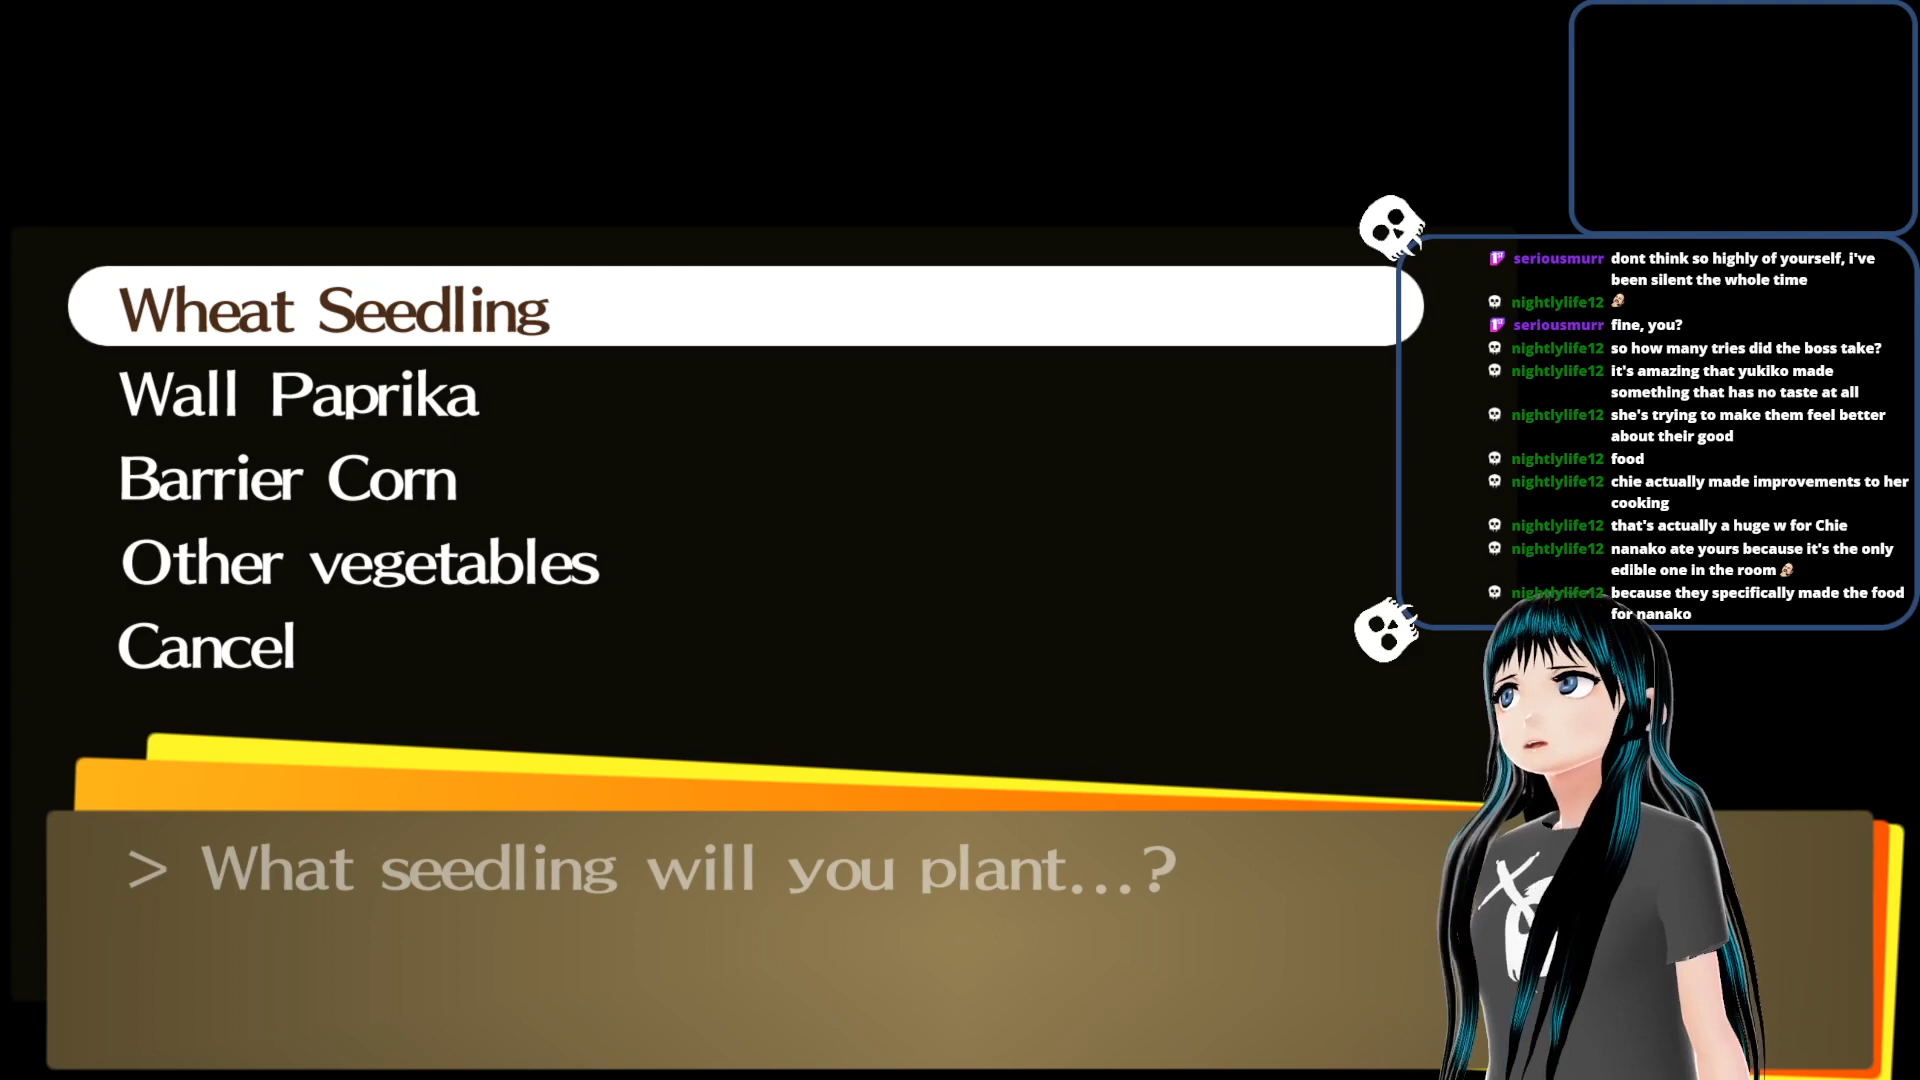 Wheat Seedling
Wall Paprika
Barrier Corn
Other vegetables
Cancel
> What seedling will you plant...?
seriousmurr dont think so highly of yourself, i've
been silent the whole time
nightlylife12
seriousmurr fine, you?
nightlylife12 so how many tries did the boss take?
nightlylife12 it's amazing that yukiko made
something that has no taste at all
nightlylife12 she's trying to make them feel better
about their good
nightlylife12 food
nightlylife12 chie actually made improvements to her
cooking
nightlylife12 that's actually a huge w for Chie
nightlylife12 nanako ate yours because it's the only
edible one in the room
nightlylife12 because they specifically made the food
for nanako